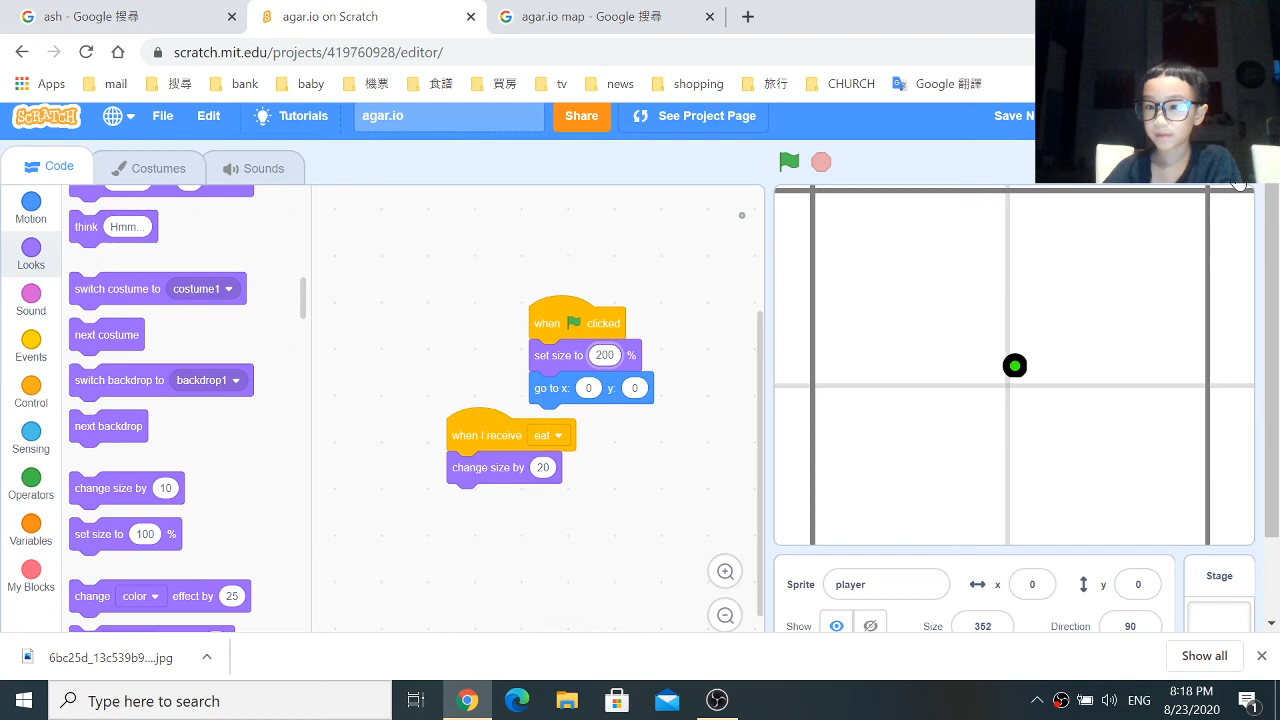 ash - Google 搜尋
agar.io on Scratch
agar.io map - Google 搜尋
scratch.mit.edu/projects/419760928/editor/
Apps
mail
搜尋
bank
baby
機票
食譜
買房
tv
news
shopping
旅行
CHURCH
Google 翻譯
SCRATCH
File
Edit
Tutorials
agar.io
Share
See Project Page
Save N
Code
Costumes
Sounds
Motion
Looks
Sound
Events
Control
Sensing
Operators
Variables
My Blocks
think Hmm...
switch costume to costume1
next costume
switch backdrop to backdrop1
next backdrop
change size by 10
set size to 100 %
change color effect by 25
when clicked
set size to 200 %
go to x: 0 y: 0
when I receive eat
change size by 20
Sprite player
x 0
y 0
Show
Size 352
Direction 90
Stage
6bc25d_13c539b9....jpg
Show all
Type here to search
ENG
8:18 PM
8/23/2020
1